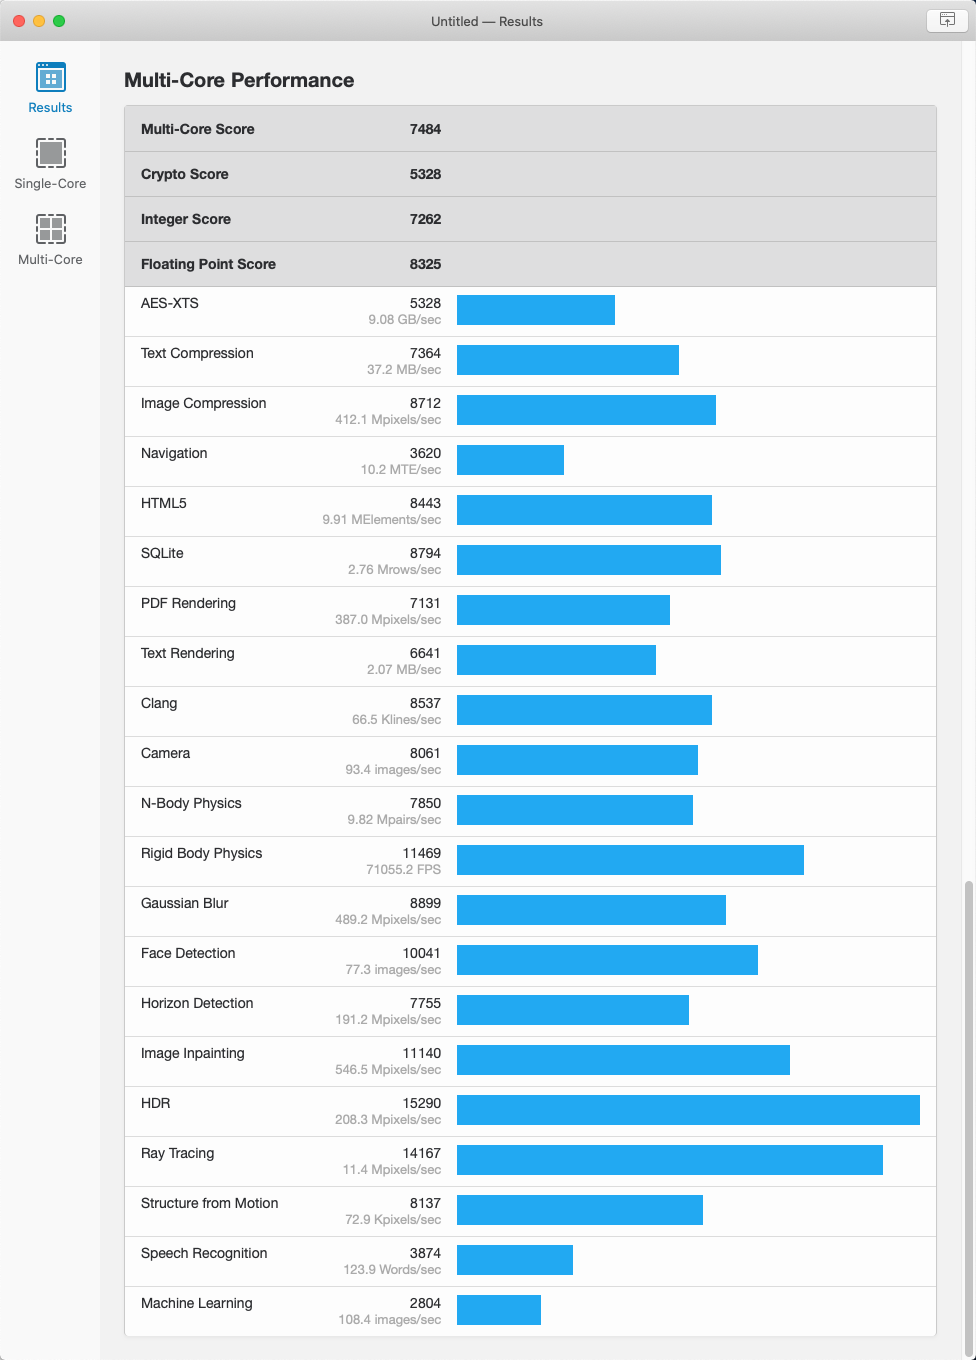 Untitled — Results
Results
Single-Core
Multi-Core
Multi-Core Performance
Multi-Core Score 7484
Crypto Score 5328
Integer Score 7262
Floating Point Score 8325
AES-XTS 5328
9.08 GB/sec
Text Compression 7364
37.2 MB/sec
Image Compression 8712
412.1 Mpixels/sec
Navigation 3620
10.2 MTE/sec
HTML5 8443
9.91 MElements/sec
SQLite 8794
2.76 Mrows/sec
PDF Rendering 7131
387.0 Mpixels/sec
Text Rendering 6641
2.07 MB/sec
Clang 8537
66.5 Klines/sec
Camera 8061
93.4 images/sec
N-Body Physics 7850
9.82 Mpairs/sec
Rigid Body Physics 11469
71055.2 FPS
Gaussian Blur 8899
489.2 Mpixels/sec
Face Detection 10041
77.3 images/sec
Horizon Detection 7755
191.2 Mpixels/sec
Image Inpainting 11140
546.5 Mpixels/sec
HDR 15290
208.3 Mpixels/sec
Ray Tracing 14167
11.4 Mpixels/sec
Structure from Motion 8137
72.9 Kpixels/sec
Speech Recognition 3874
123.9 Words/sec
Machine Learning 2804
108.4 images/sec